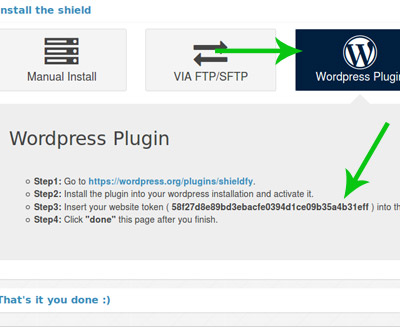 nstall the shield
Manual Install
VIA FTP/SFTP
Wordpress Plugin
Wordpress Plugin
Step1: Go to https://wordpress.org/plugins/shieldfy.
Step2: Install the plugin into your wordpress installation and activate it.
Step3: Insert your website token ( 58f27d8e89bd3ebacfe0394d1ce09b35a4b31eff ) into th
Step4: Click "done" this page after you finish.
That's it you done :)